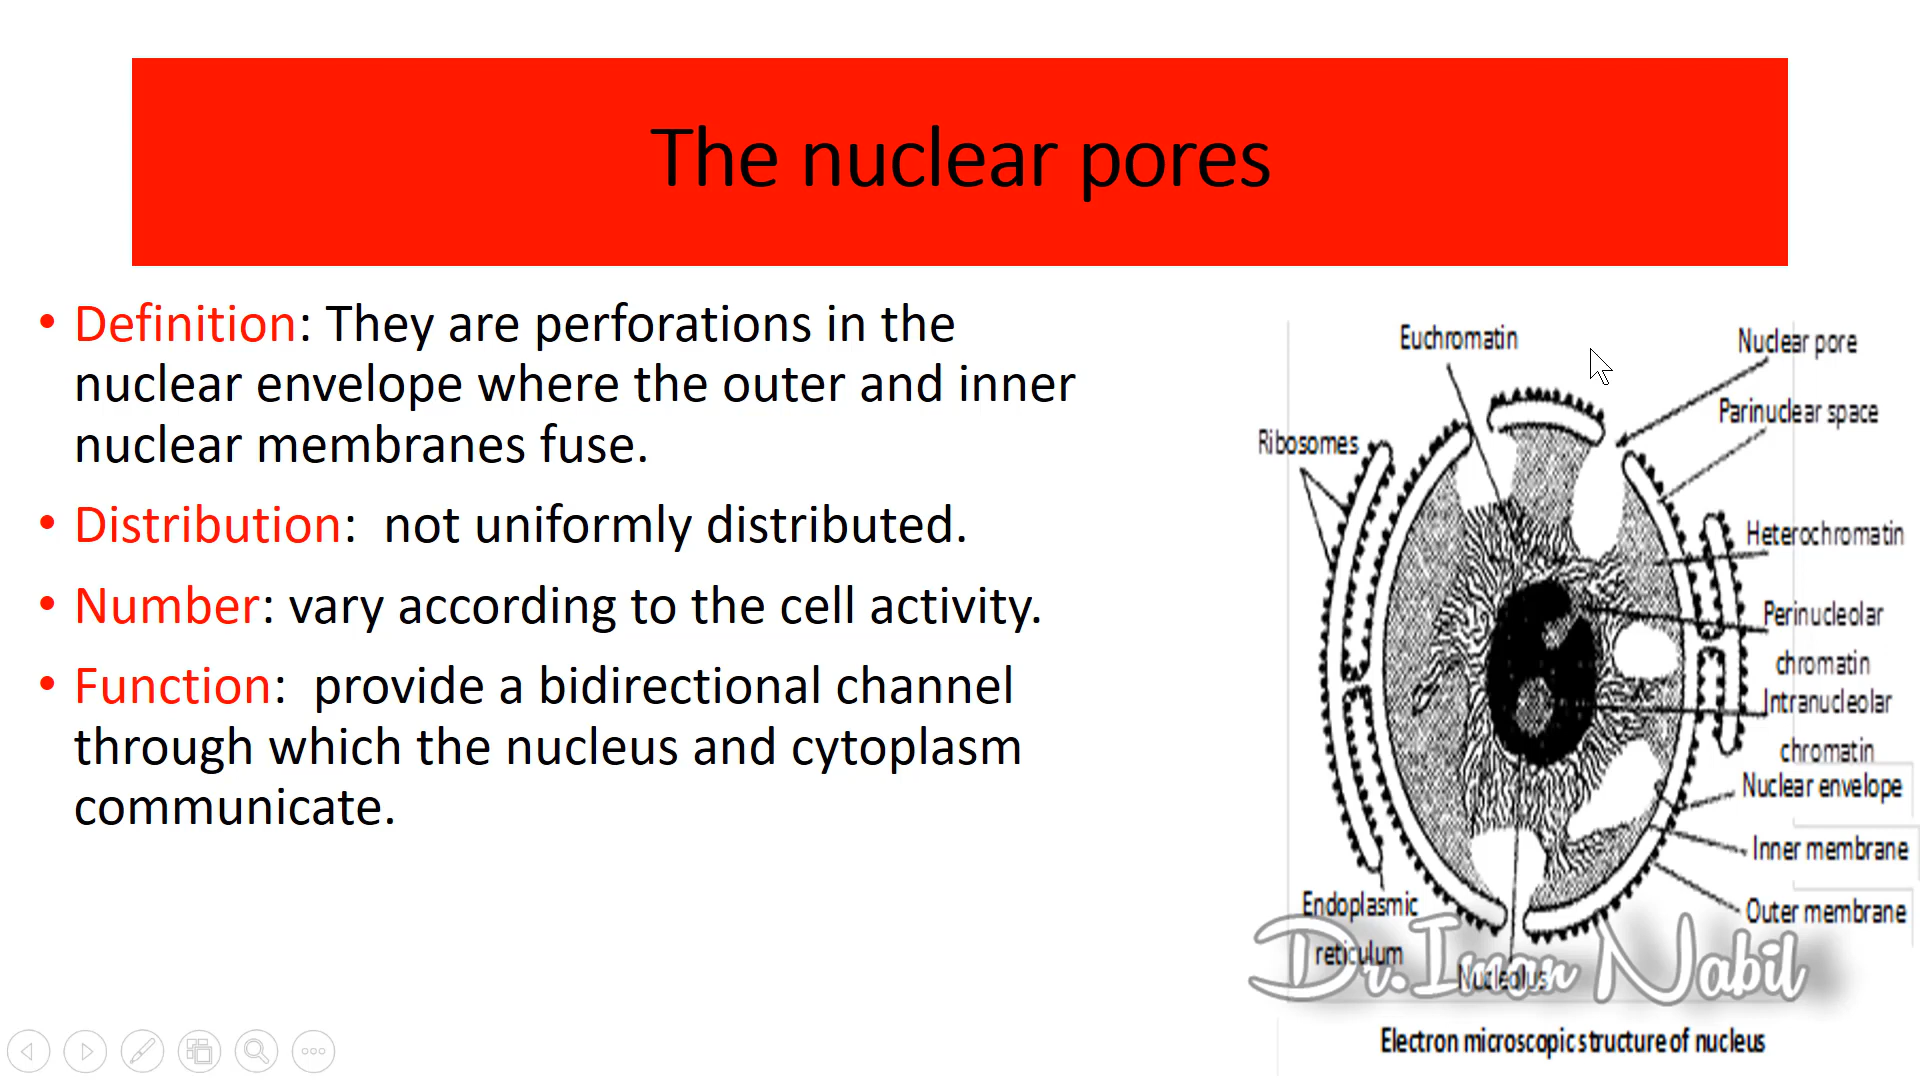 The nuclear pores
• Definition: They are perforations in the
nuclear envelope where the outer and inner
nuclear membranes fuse.
• Distribution:  not uniformly distributed.
• Number: vary according to the cell activity.
• Function:  provide a bidirectional channel
through which the nucleus and cytoplasm
communicate.
Euchromatin
Nuclear pore
Parinuclear space
Ribosomes
Heterochromatin
Perinucleolar
chromatin
Intranucleolar
chromatin
Nuclear envelope
Inner membrane
Outer membrane
Endoplasmic
reticulum
Nucleolus
Dr.Iman Nabil
Electron microscopic structure of nucleus